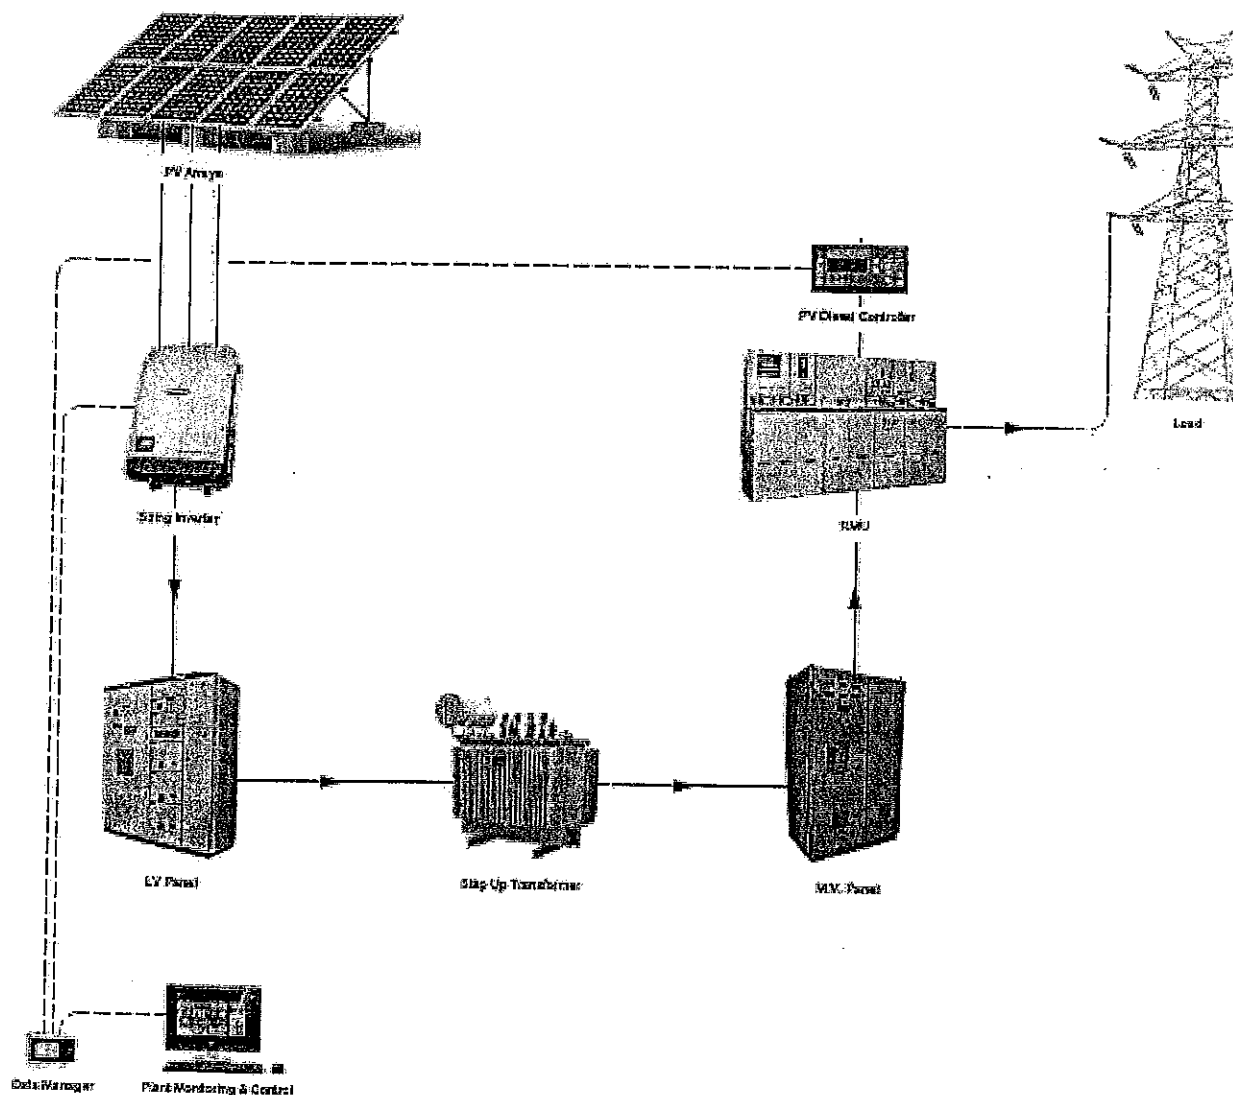 PV Arrays
PV Diesel Controller
Load
String Inverter
RMU
LV Panel
Step Up Transformer
M.V. Panel
Data Manager
Plant Monitoring & Control